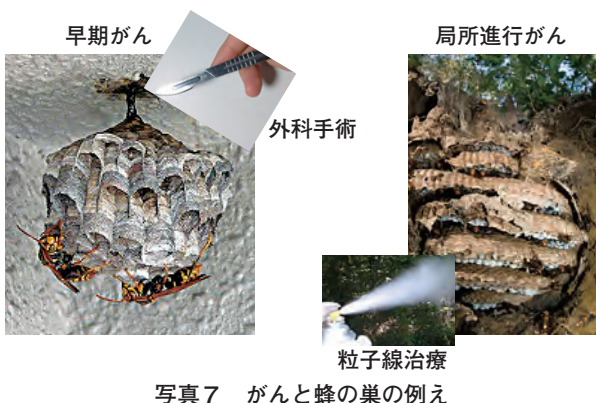 早期がん
局所進行がん
外科手術
粒子線治療
写真７　がんと蜂の巣の例え